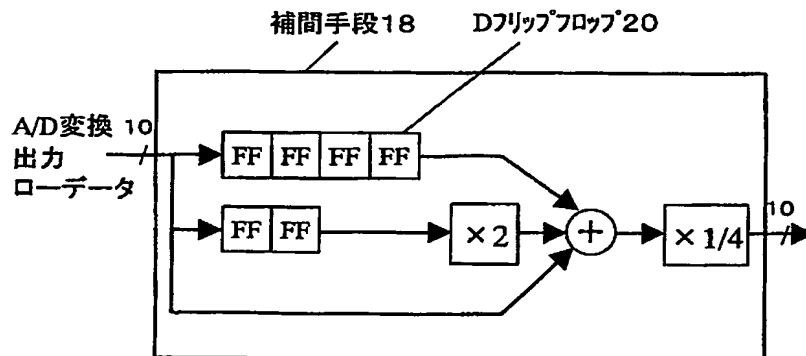 補間手段18
Dフリップフロップ20
A/D変換 10
出力
ローデータ
FF FF FF FF
FF FF
×2
+
×1/4
10